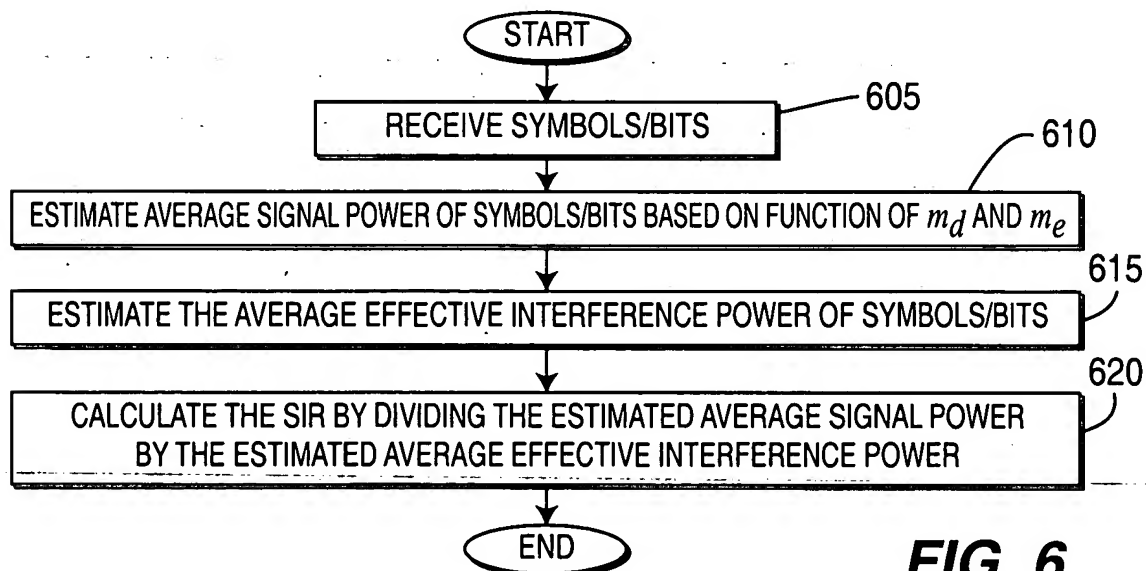 START
RECEIVE SYMBOLS/BITS
605
610
ESTIMATE AVERAGE SIGNAL POWER OF SYMBOLS/BITS BASED ON FUNCTION OF m_d AND m_e
615
ESTIMATE THE AVERAGE EFFECTIVE INTERFERENCE POWER OF SYMBOLS/BITS
620
CALCULATE THE SIR BY DIVIDING THE ESTIMATED AVERAGE SIGNAL POWER
BY THE ESTIMATED AVERAGE EFFECTIVE INTERFERENCE POWER
END
FIG. 6